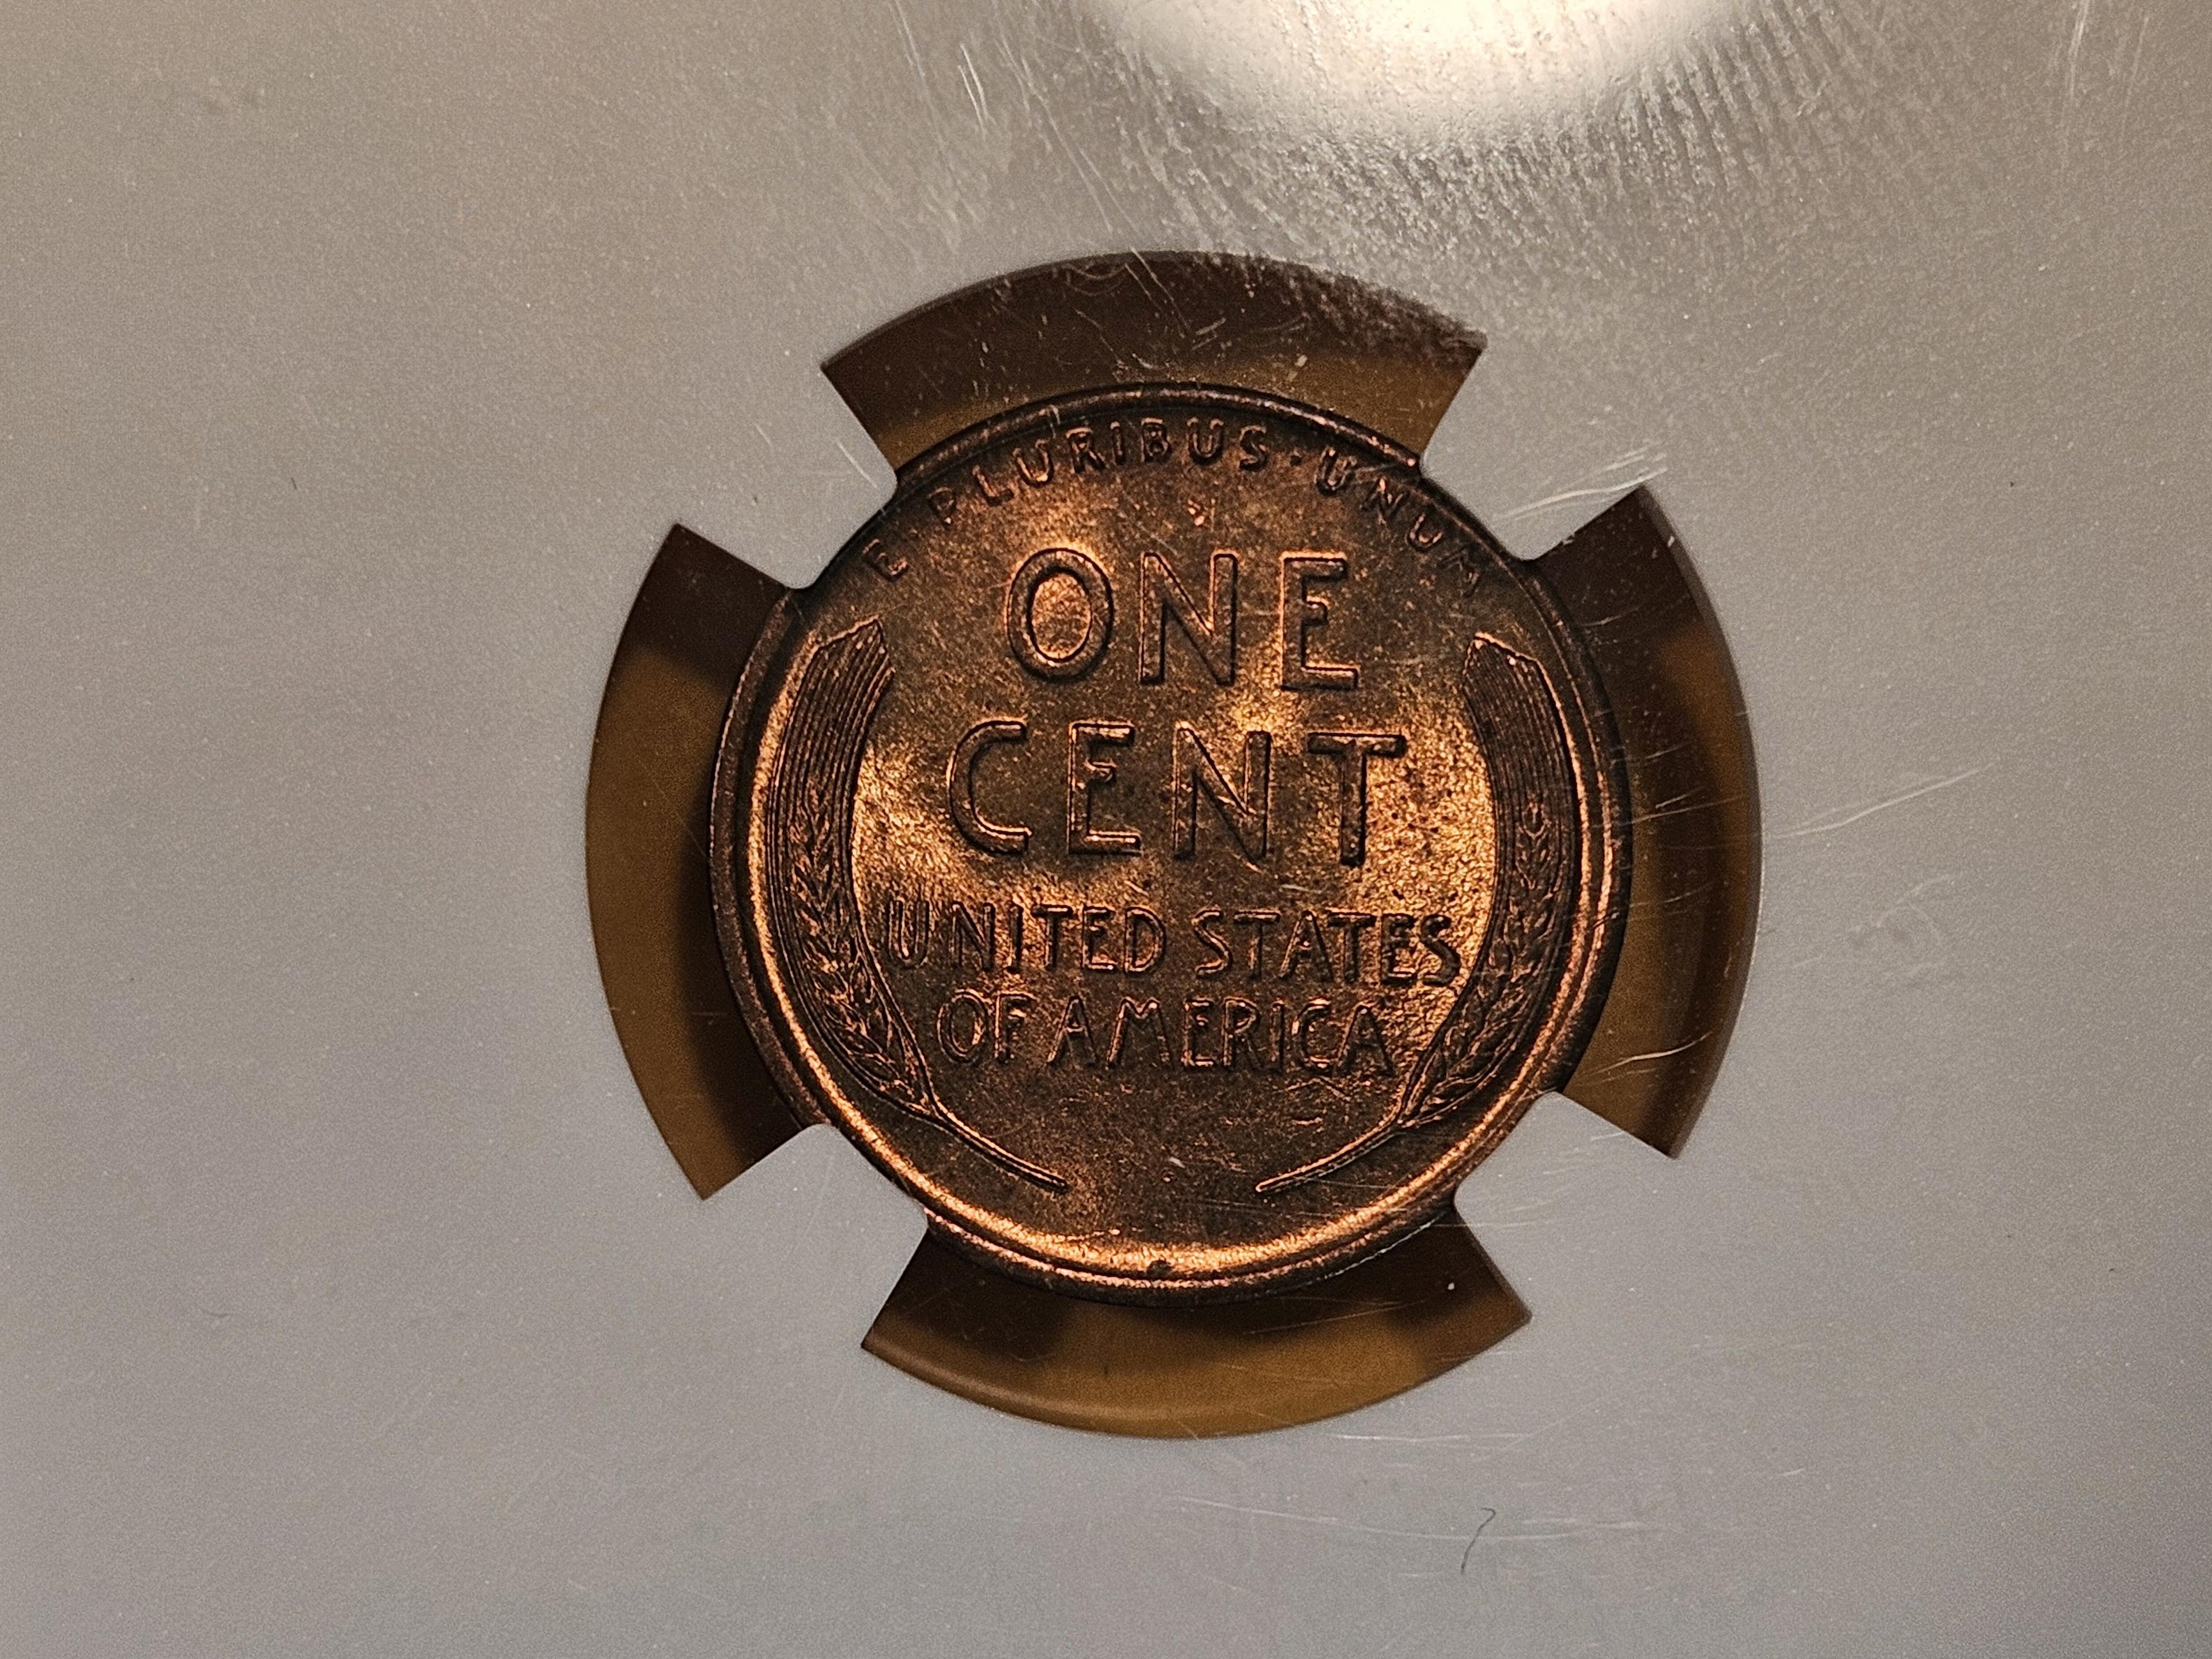 E·PLURIBUS·UNUM
ONE
CENT
UNITED STATES
OF AMERICA